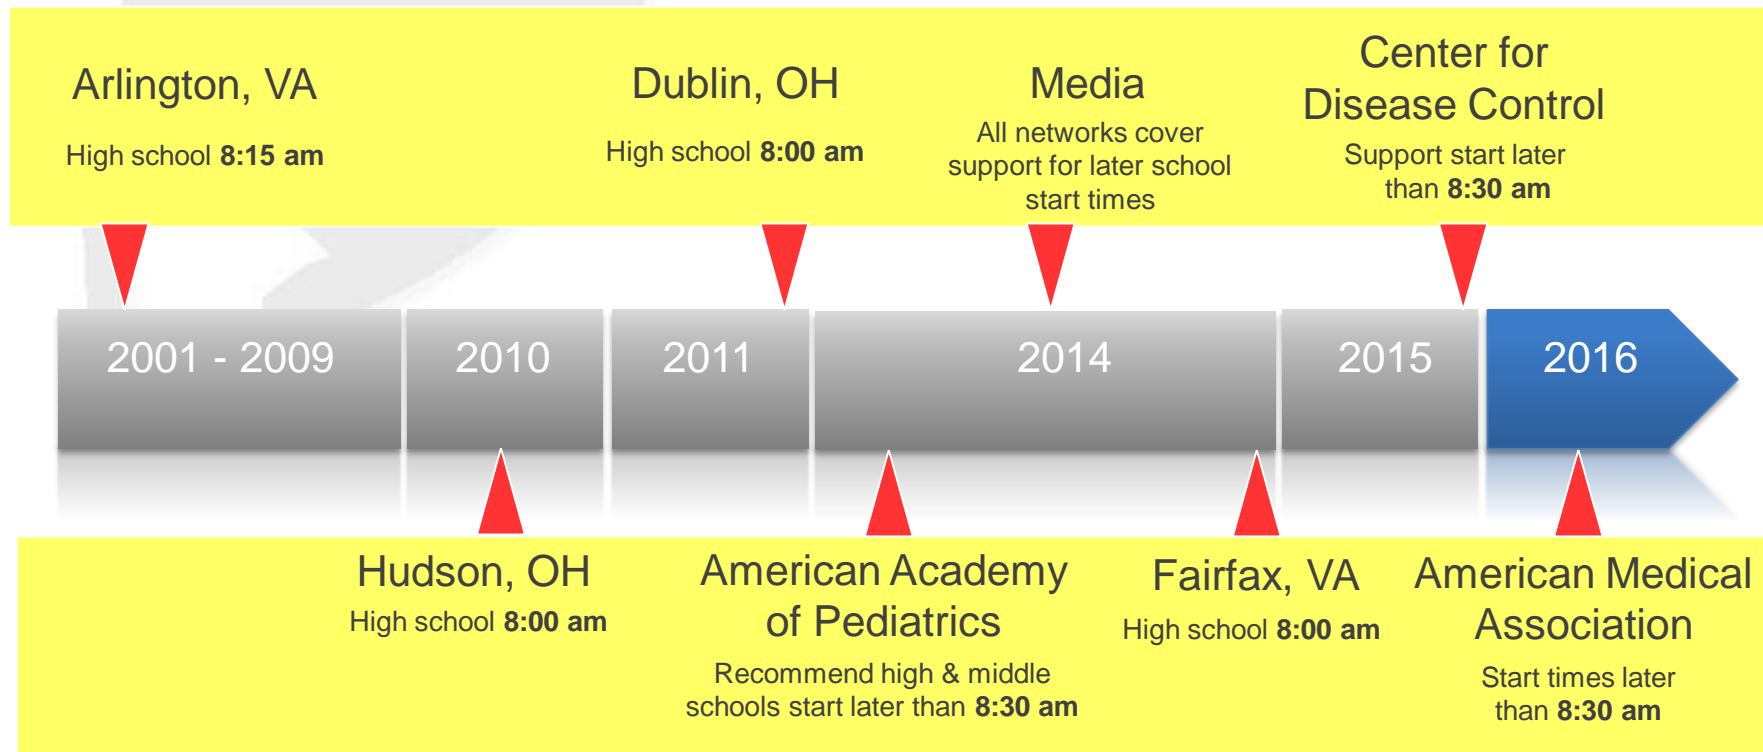 Arlington, VA
High school 8:15 am
Dublin, OH
High school 8:00 am
Media
All networks cover
support for later school
start times
Center for
Disease Control
Support start later
than 8:30 am
2001 - 2009
2010
2011
2014
2015
2016
Hudson, OH
High school 8:00 am
American Academy
of Pediatrics
Recommend high & middle
schools start later than 8:30 am
Fairfax, VA
High school 8:00 am
American Medical
Association
Start times later
than 8:30 am